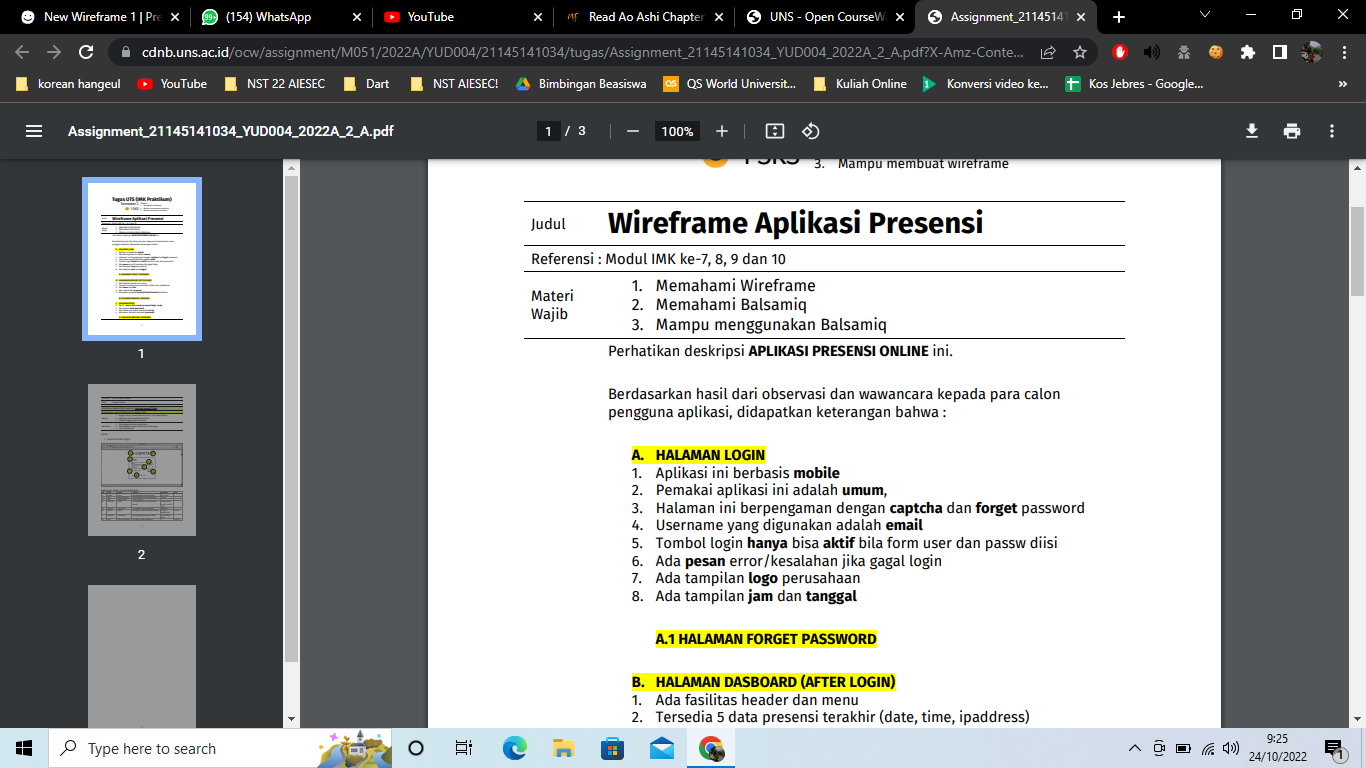 New Wireframe 1 | Pre
(154) WhatsApp
YouTube
Read Ao Ashi Chapter
UNS - Open CourseWa
Assignment_21145141
cdnb.uns.ac.id/ocw/assignment/M051/2022A/YUD004/21145141034/tugas/Assignment_21145141034_YUD004_2022A_2_A.pdf?X-Amz-Conte...
korean hangeul
YouTube
NST 22 AIESEC
Dart
NST AIESEC!
Bimbingan Beasiswa
QS World Universit...
Kuliah Online
Konversi video ke...
Kos Jebres - Google...
»
Assignment_21145141034_YUD004_2022A_2_A.pdf
1 / 3
100%
1
2
3. Mampu membuat wireframe
Judul Wireframe Aplikasi Presensi
Referensi : Modul IMK ke-7, 8, 9 dan 10
Materi Wajib
1. Memahami Wireframe
2. Memahami Balsamiq
3. Mampu menggunakan Balsamiq
Perhatikan deskripsi APLIKASI PRESENSI ONLINE ini.
Berdasarkan hasil dari observasi dan wawancara kepada para calon
pengguna aplikasi, didapatkan keterangan bahwa :
A. HALAMAN LOGIN
1. Aplikasi ini berbasis mobile
2. Pemakai aplikasi ini adalah umum,
3. Halaman ini berpengaman dengan captcha dan forget password
4. Username yang digunakan adalah email
5. Tombol login hanya bisa aktif bila form user dan passw diisi
6. Ada pesan error/kesalahan jika gagal login
7. Ada tampilan logo perusahaan
8. Ada tampilan jam dan tanggal
A.1 HALAMAN FORGET PASSWORD
B. HALAMAN DASBOARD (AFTER LOGIN)
1. Ada fasilitas header dan menu
2. Tersedia 5 data presensi terakhir (date, time, ipaddress)
Type here to search
9:25
24/10/2022
1